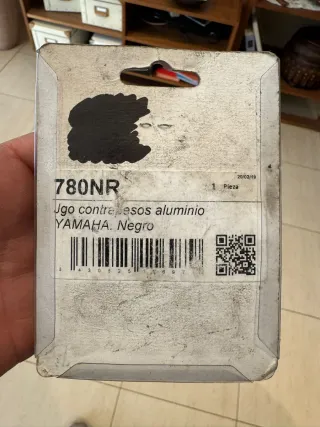 780NR
20/02/19
1 Pieza
Jgo contrapesos aluminio
YAMAHA. Negro